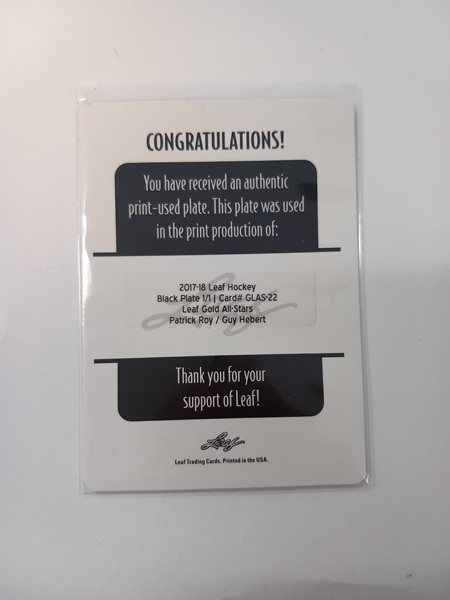 CONGRATULATIONS!
You have received an authentic
print-used plate. This plate was used
in the print production of:
2017-18 Leaf Hockey
Black Plate 1/1 | Card# GLAS-22
Leaf Gold All-Stars
Patrick Roy / Guy Hebert
Thank you for your
support of Leaf!
Leaf
Leaf Trading Cards. Printed in the USA.